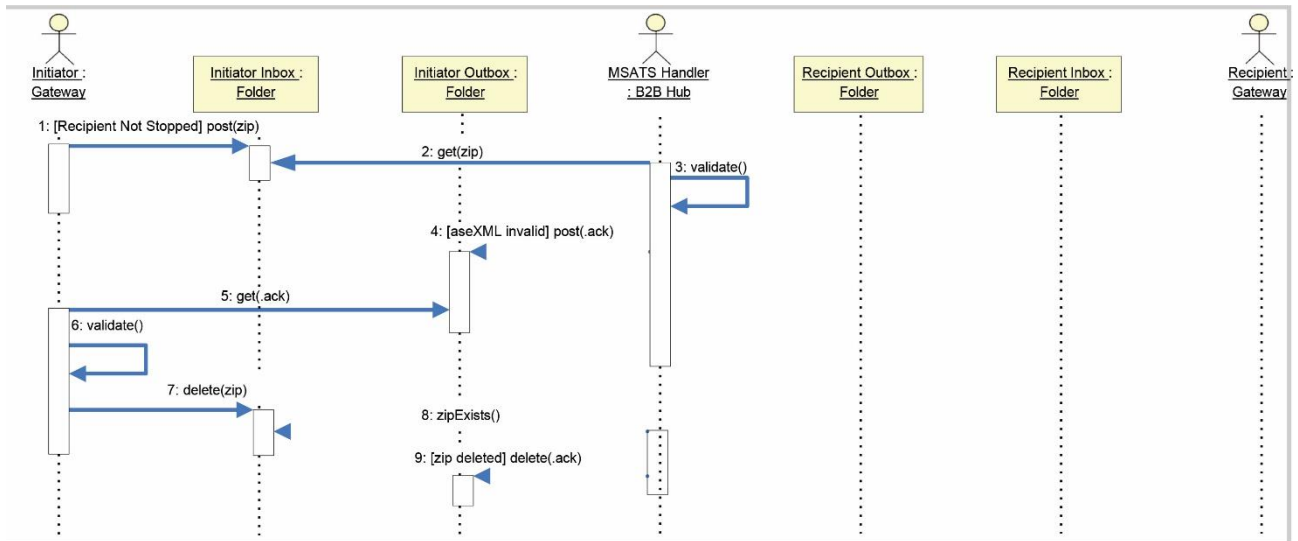 Initiator :
Gateway
Initiator Inbox :
Folder
Initiator Outbox :
Folder
MSATS Handler
: B2B Hub
Recipient Outbox :
Folder
Recipient Inbox :
Folder
Recipient :
Gateway
1: [Recipient Not Stopped] post(zip)
2: get(zip)
3: validate()
4: [aseXML invalid] post(.ack)
5: get(.ack)
6: validate()
7: delete(zip)
8: zipExists()
9: [zip deleted] delete(.ack)